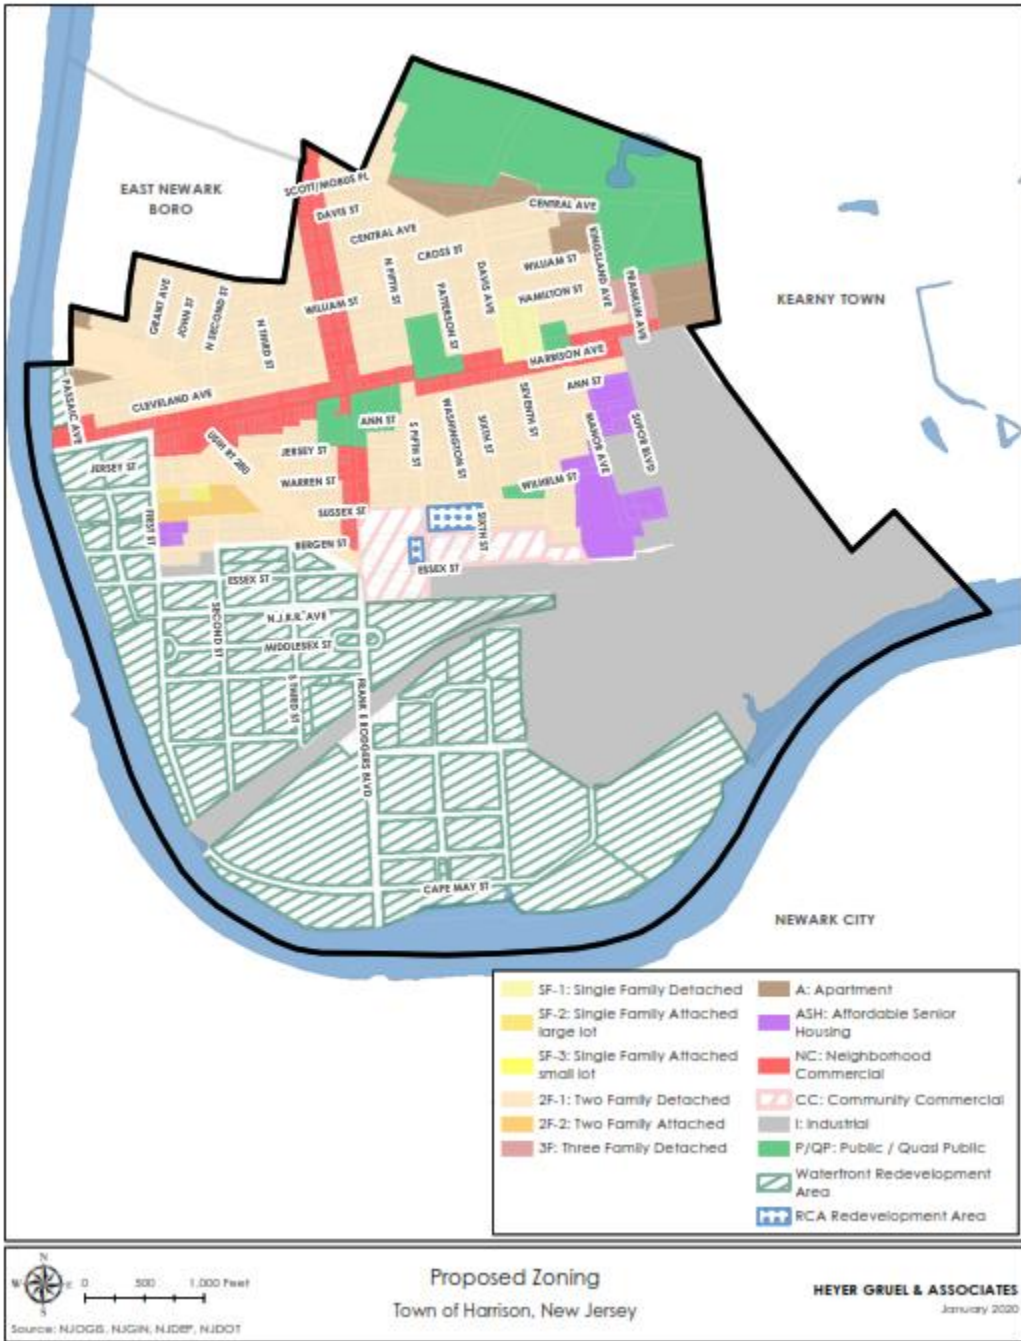 EAST NEWARK
BORO
SCOTT/MOBUS PL
DAVIS ST
CENTRAL AVE
CENTRAL AVE
CROSS ST
KEARNY TOWN
GRANT AVE
JOHN ST
N SECOND ST
N THIRD ST
WILLIAM ST
N FIFTH ST
PATTERSON ST
DAVIS AVE
WILLIAM ST
HAMILTON ST
KINGSLAND AVE
FRANKLIN AVE
HARRISON AVE
PASSAIC AVE
CLEVELAND AVE
ANN ST
ANN ST
JERSEY ST
JERSEY ST
USIR RT 280
WARREN ST
SUSSEX ST
S FIFTH ST
WASHINGTON ST
SIXTH ST
SEVENTH ST
MANOR AVE
SUPOR BLVD
WILHELM ST
FIRST ST
BERGEN ST
SIXTH ST
ESSEX ST
ESSEX ST
SECOND ST
N.J.R.R. AVE
MIDDLESEX ST
S THIRD ST
FRANK E RODGERS BLVD
CAPE MAY ST
NEWARK CITY
SF-1: Single Family Detached
SF-2: Single Family Attached
large lot
SF-3: Single Family Attached
small lot
2F-1: Two Family Detached
2F-2: Two Family Attached
3F: Three Family Detached
A: Apartment
ASH: Affordable Senior
Housing
NC: Neighborhood
Commercial
CC: Community Commercial
I: Industrial
P/QP: Public / Quasi Public
Waterfront Redevelopment
Area
RCA Redevelopment Area
N
W
E
S
0 500 1,000 Feet
Source: NJOGIS, NJGIN, NJDEP, NJDOT
Proposed Zoning
Town of Harrison, New Jersey
HEYER GRUEL & ASSOCIATES
January 2020